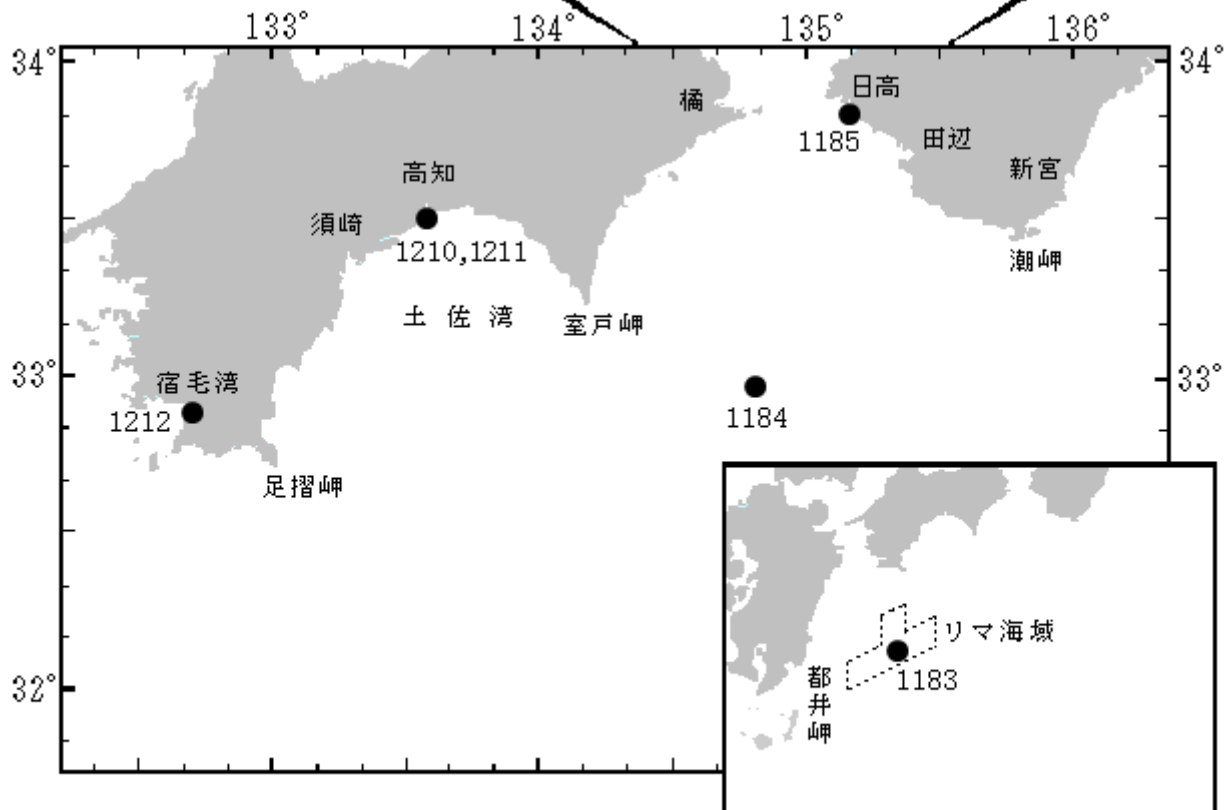 133° 134° 135° 136°
34° 34°
橘
日高
1185
田辺
高知
新宮
須崎
1210,1211
潮岬
土佐湾
室戸岬
33° 33°
宿毛湾
1212
1184
足摺岬
リマ海域
1183
都井岬
32°